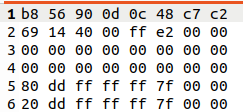 1 b8 56 90 0d 0c 48 c7 c2
2 69 14 40 00 ff e2 00 00
3 00 00 00 00 00 00 00 00
4 00 00 00 00 00 00 00 00
5 80 dd ff ff ff 7f 00 00
6 20 dd ff ff ff 7f 00 00